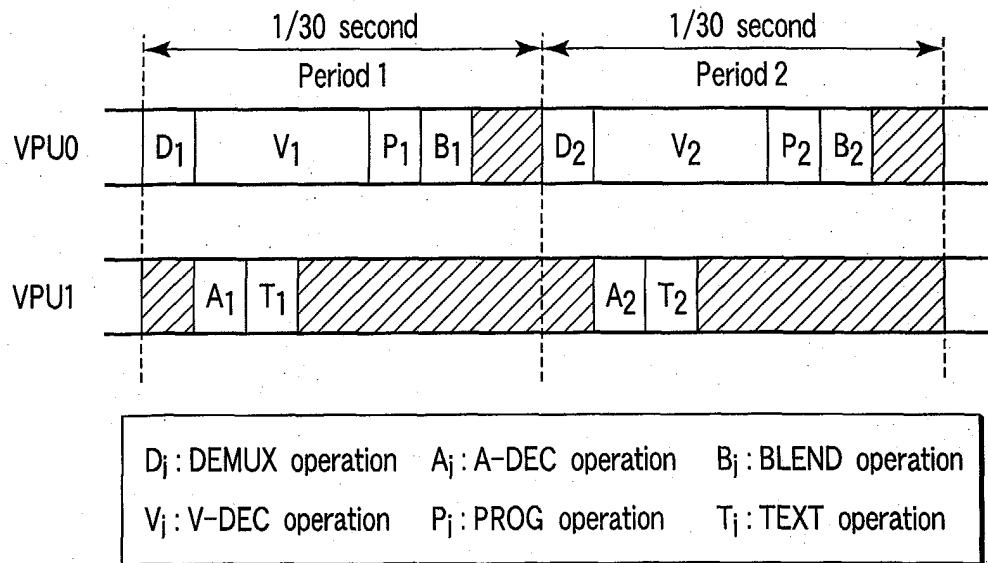 1/30 second 1/30 second
Period 1 Period 2
VPU0 D1 V1 P1 B1 D2 V2 P2 B2
VPU1 A1 T1 A2 T2
Dj : DEMUX operation Aj : A-DEC operation Bj : BLEND operation
Vj : V-DEC operation Pj : PROG operation Tj : TEXT operation